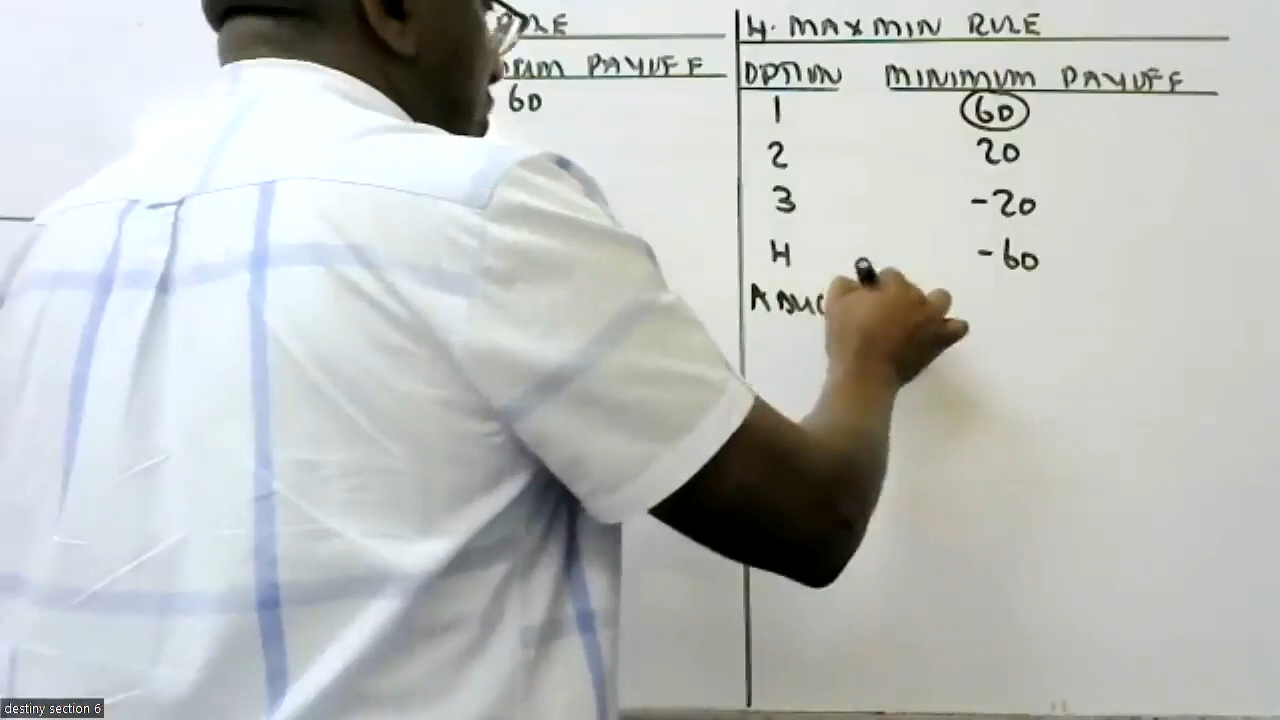 PAYOFF
60
4. MAXMIN RULE
OPTION MINIMUM PAYOFF
1 60
2 20
3 -20
4 -60
destiny section 6